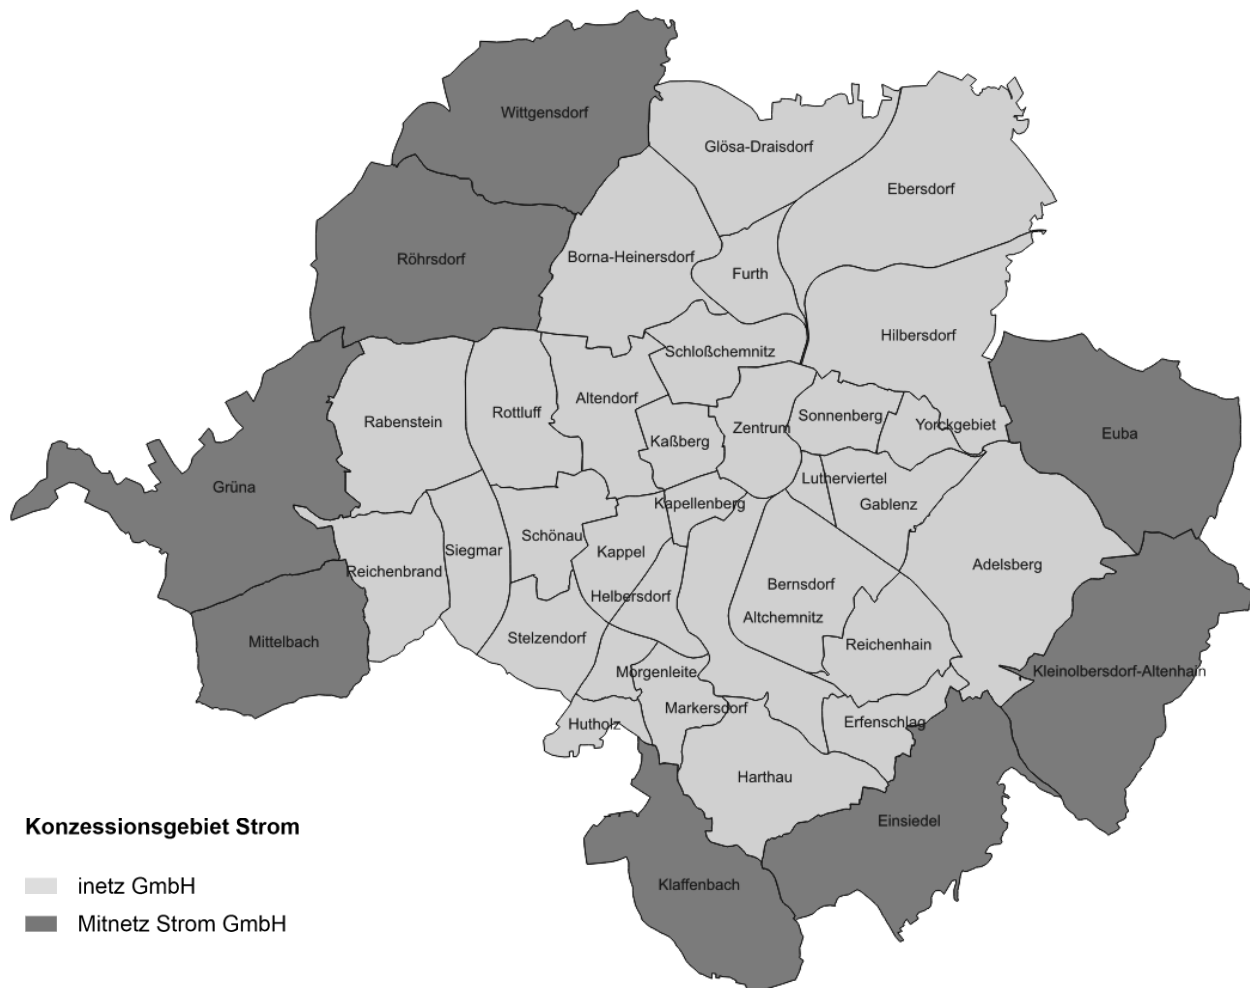 Wittgensdorf
Glösa-Draisdorf
Ebersdorf
Röhrsdorf
Borna-Heinersdorf
Furth
Hilbersdorf
Schloßchemnitz
Rabenstein
Rottluff
Altendorf
Kaßberg
Zentrum
Sonnenberg
Yorckgebiet
Euba
Grüna
Lutherviertel
Kapellenberg
Gablenz
Schönau
Siegmar
Kappel
Reichenbrand
Adelsberg
Helbersdorf
Bernsdorf
Altchemnitz
Mittelbach
Stelzendorf
Reichenhain
Morgenleite
Kleinolbersdorf-Altenhain
Markersdorf
Hutholz
Erfenschlag
Harthau
Einsiedel
Klaffenbach
Konzessionsgebiet Strom
inetz GmbH
Mitnetz Strom GmbH